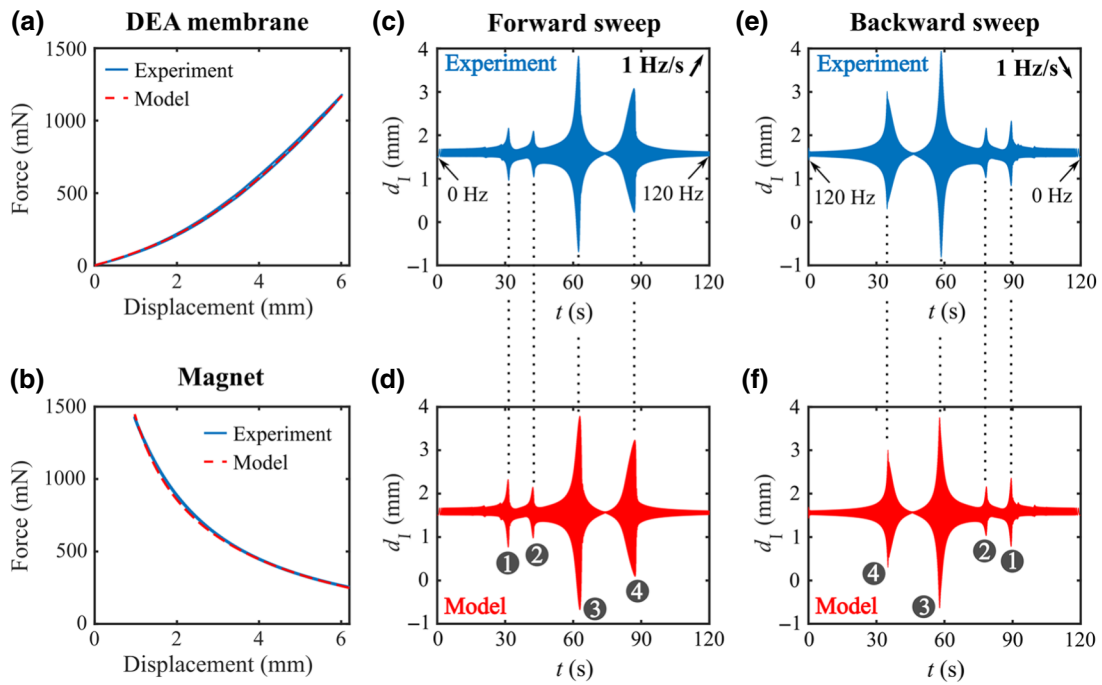 (a)
DEA membrane
1500
1000
500
0
Force (mN)
Experiment
Model
0 2 4 6
Displacement (mm)
(b)
Magnet
1500
1000
500
0
Force (mN)
Experiment
Model
0 2 4 6
Displacement (mm)
(c)
Forward sweep
4
3
2
1
0
−1
d_I (mm)
Experiment
1 Hz/s
0 Hz
120 Hz
0 30 60 90 120
t (s)
(d)
4
3
2
1
0
−1
d_I (mm)
1
2
3
4
Model
0 30 60 90 120
t (s)
(e)
Backward sweep
4
3
2
1
0
−1
d_I (mm)
Experiment
1 Hz/s
120 Hz
0 Hz
0 30 60 90 120
t (s)
(f)
4
3
2
1
0
−1
d_I (mm)
4
3
2
1
Model
0 30 60 90 120
t (s)